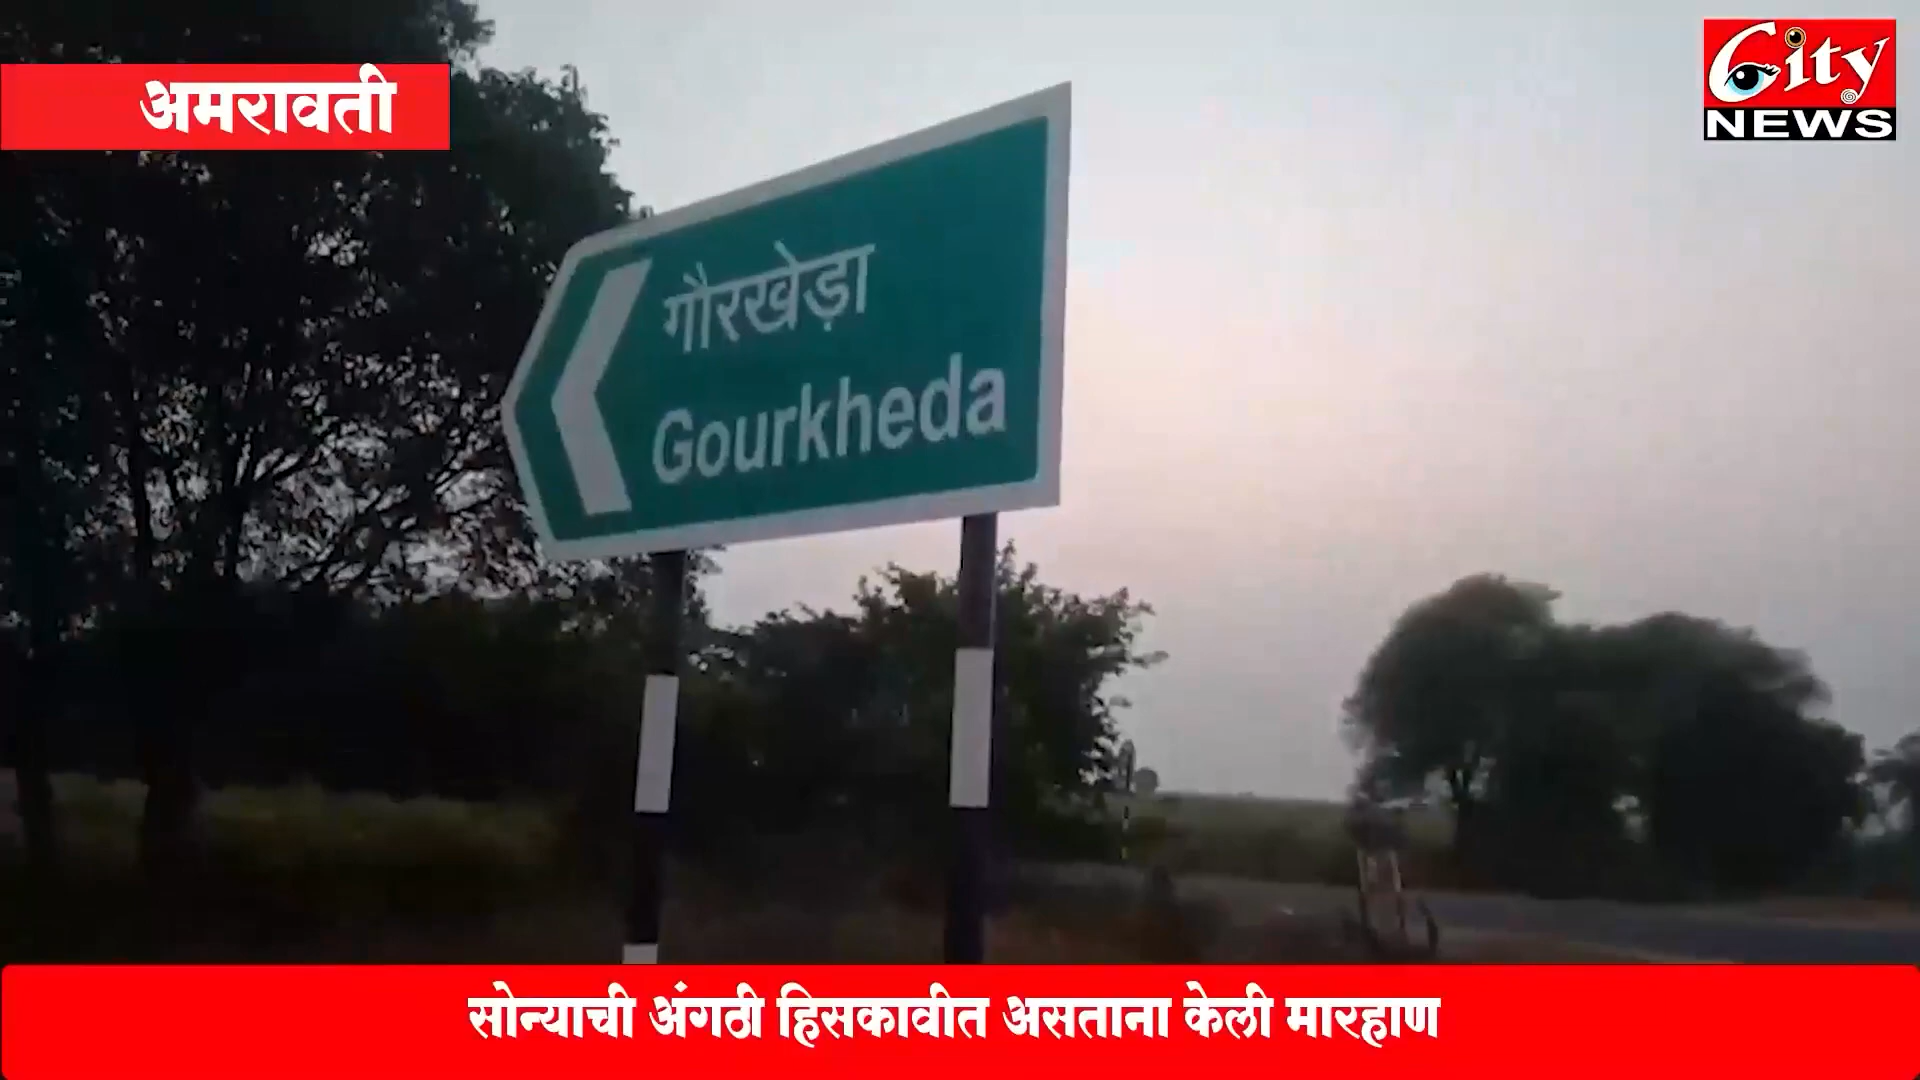 अमरावती
City
NEWS
गौरखेड़ा
Gourkheda
सोन्याची अंगठी हिसकावीत असताना केली मारहाण